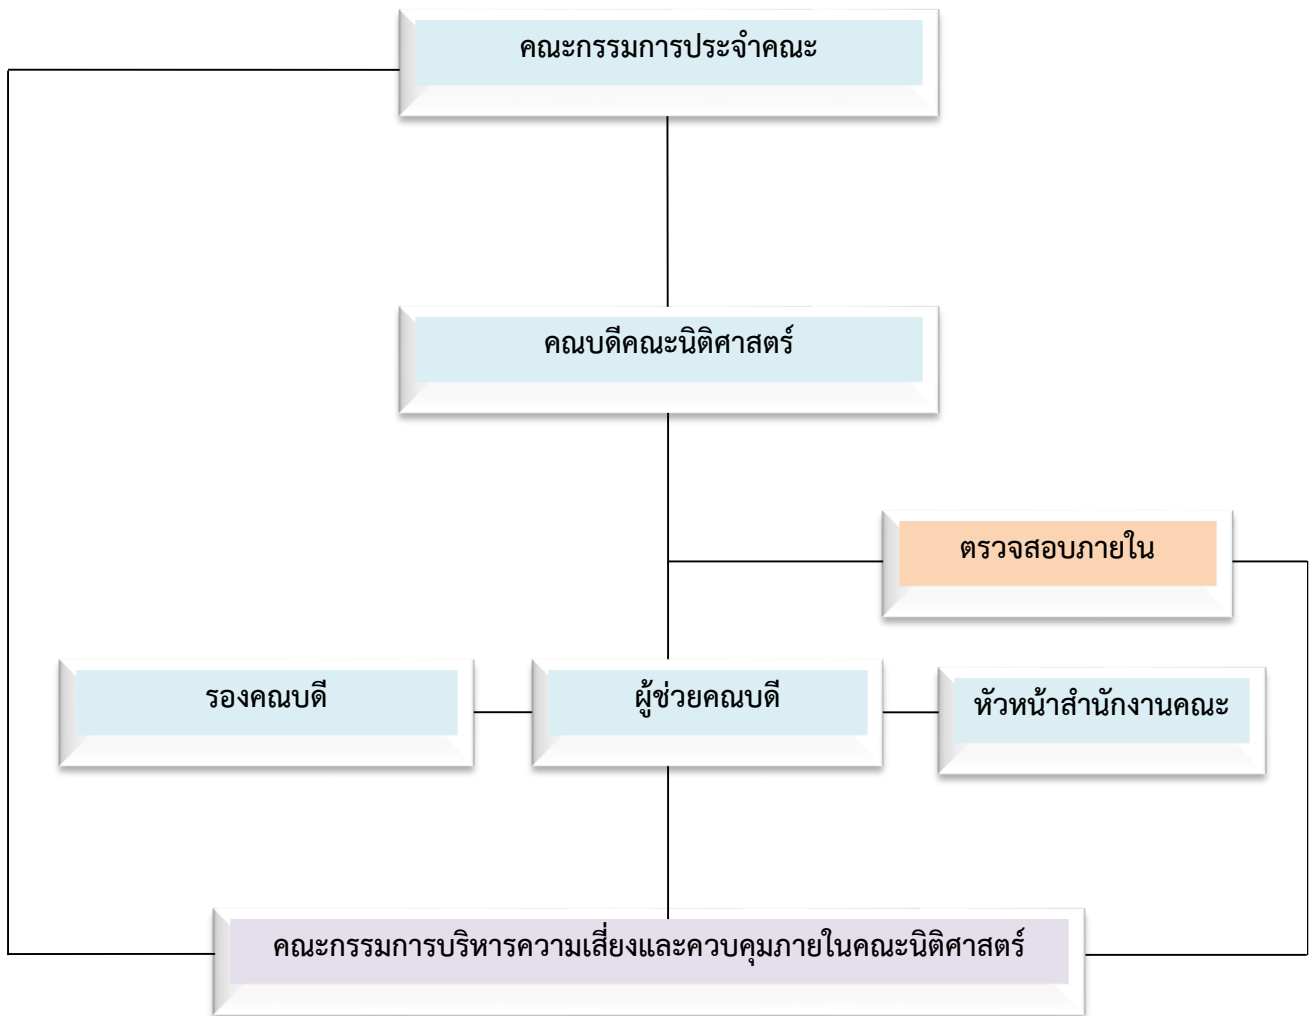 คณะกรรมการประจำคณะ
คณบดีคณะนิติศาสตร์
ตรวจสอบภายใน
รองคณบดี
ผู้ช่วยคณบดี
หัวหน้าสำนักงานคณะ
คณะกรรมการบริหารความเสี่ยงและควบคุมภายในคณะนิติศาสตร์